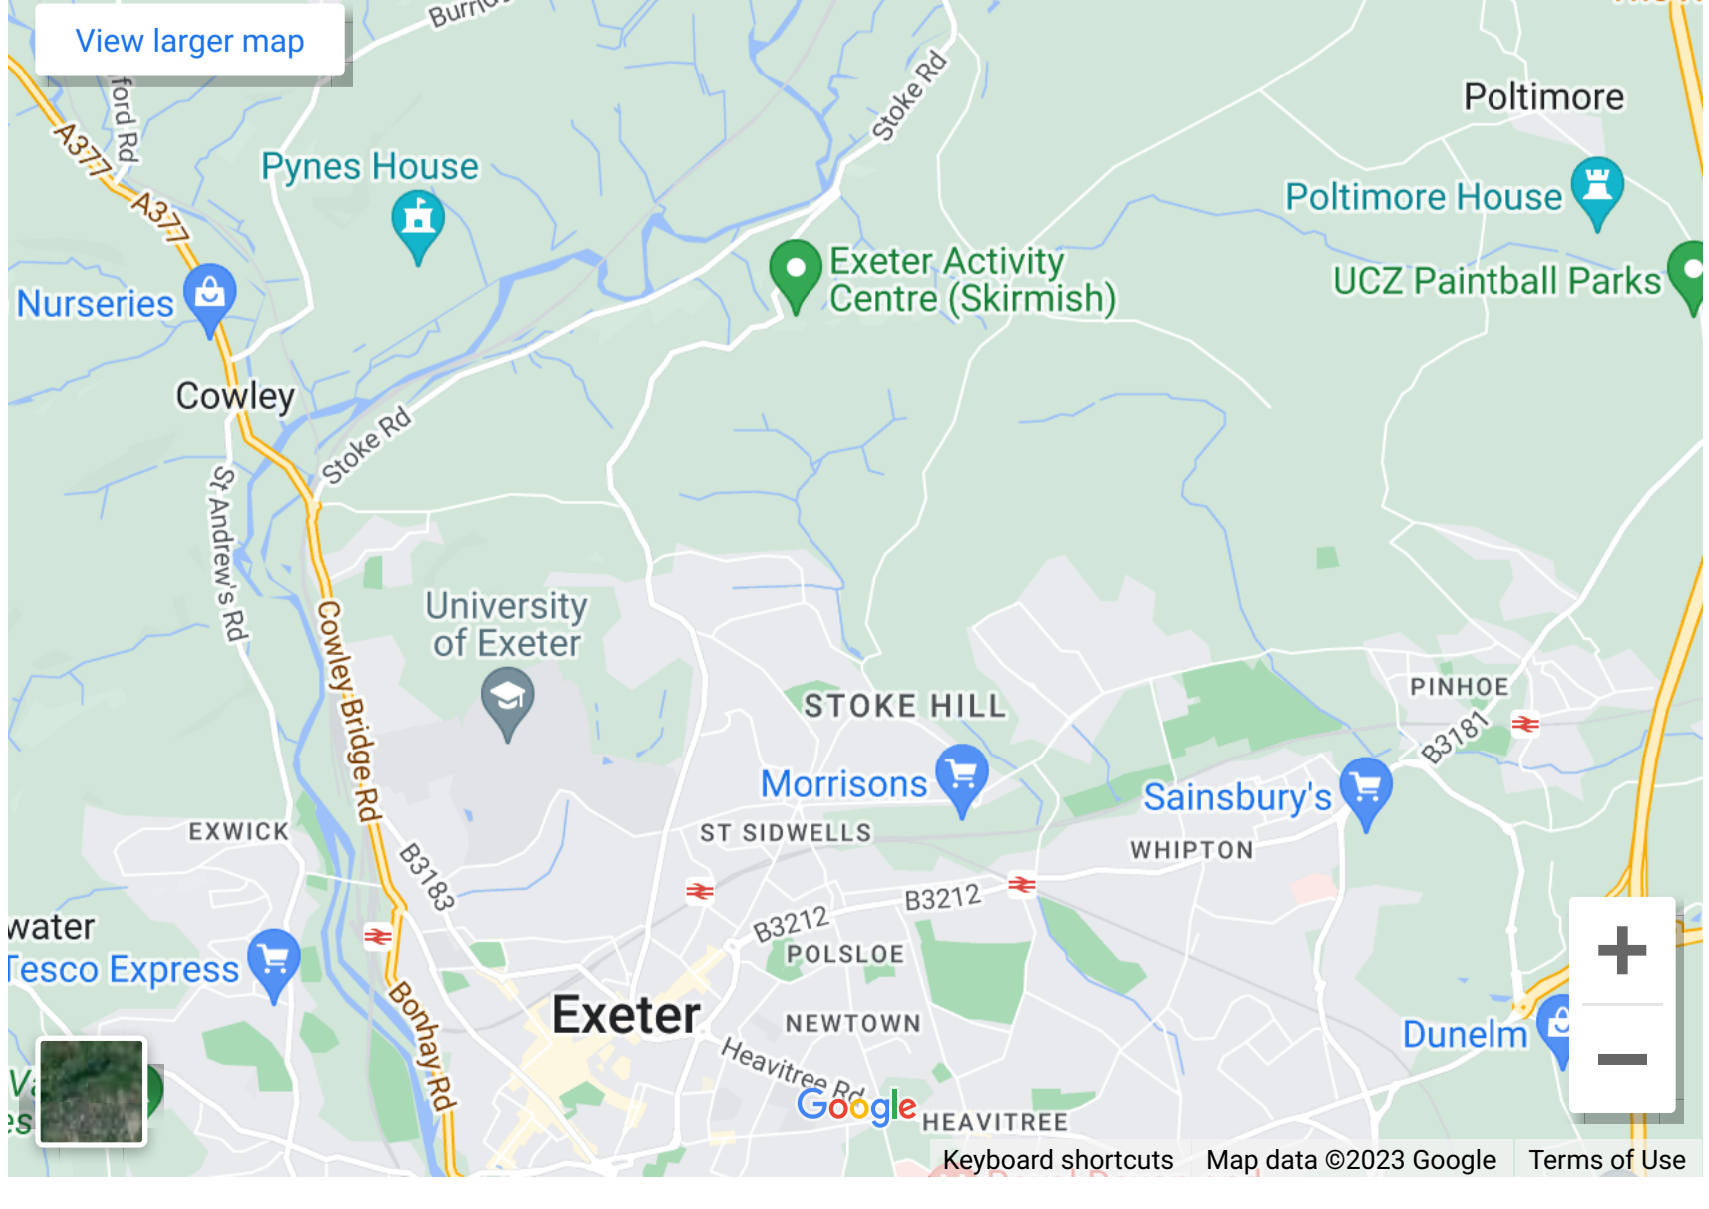 View larger map
ford Rd
Stoke Rd
Poltimore
A377
Pynes House
A377
Poltimore House
Exeter Activity
Centre (Skirmish)
UCZ Paintball Parks
Nurseries
Cowley
Stoke Rd
St Andrew's Rd
University
of Exeter
Cowley Bridge Rd
STOKE HILL
PINHOE
B3181
Morrisons
Sainsbury's
EXWICK
ST SIDWELLS
WHIPTON
B3183
B3212
B3212
water
POLSLOE
Tesco Express
Exeter
NEWTOWN
Dunelm
Bonhay Rd
Heavitree Rd
Google
HEAVITREE
Keyboard shortcuts
Map data ©2023 Google
Terms of Use